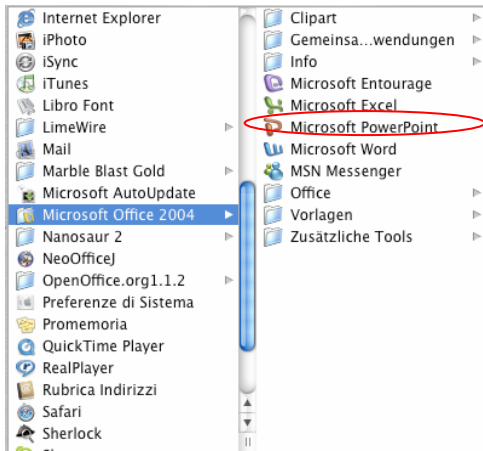 Internet Explorer
iPhoto
iSync
iTunes
Libro Font
LimeWire
Mail
Marble Blast Gold
Microsoft AutoUpdate
Microsoft Office 2004
Nanosaur 2
NeoOfficeJ
OpenOffice.org1.1.2
Preferenze di Sistema
Promemoria
QuickTime Player
RealPlayer
Rubrica Indirizzi
Safari
Sherlock
Clipart
Gemeinsa...wendungen
Info
Microsoft Entourage
Microsoft Excel
Microsoft PowerPoint
Microsoft Word
MSN Messenger
Office
Vorlagen
Zusätzliche Tools